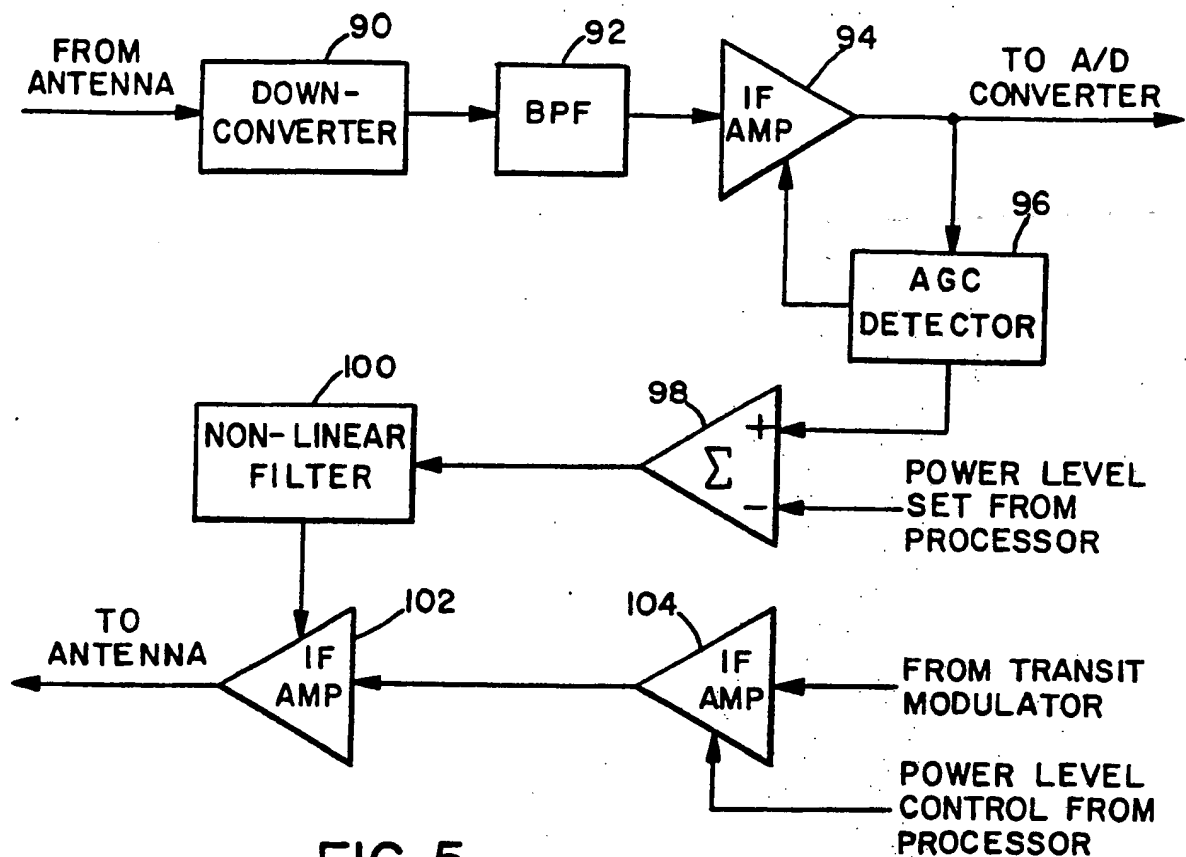 FROM
ANTENNA
90
DOWN-
CONVERTER
92
BPF
94
IF
AMP
TO A/D
CONVERTER
96
AGC
DETECTOR
100
NON-LINEAR
FILTER
98
+
Σ
-
POWER LEVEL
SET FROM
PROCESSOR
TO
ANTENNA
102
IF
AMP
104
IF
AMP
FROM TRANSIT
MODULATOR
POWER LEVEL
CONTROL FROM
PROCESSOR
FIG. 5